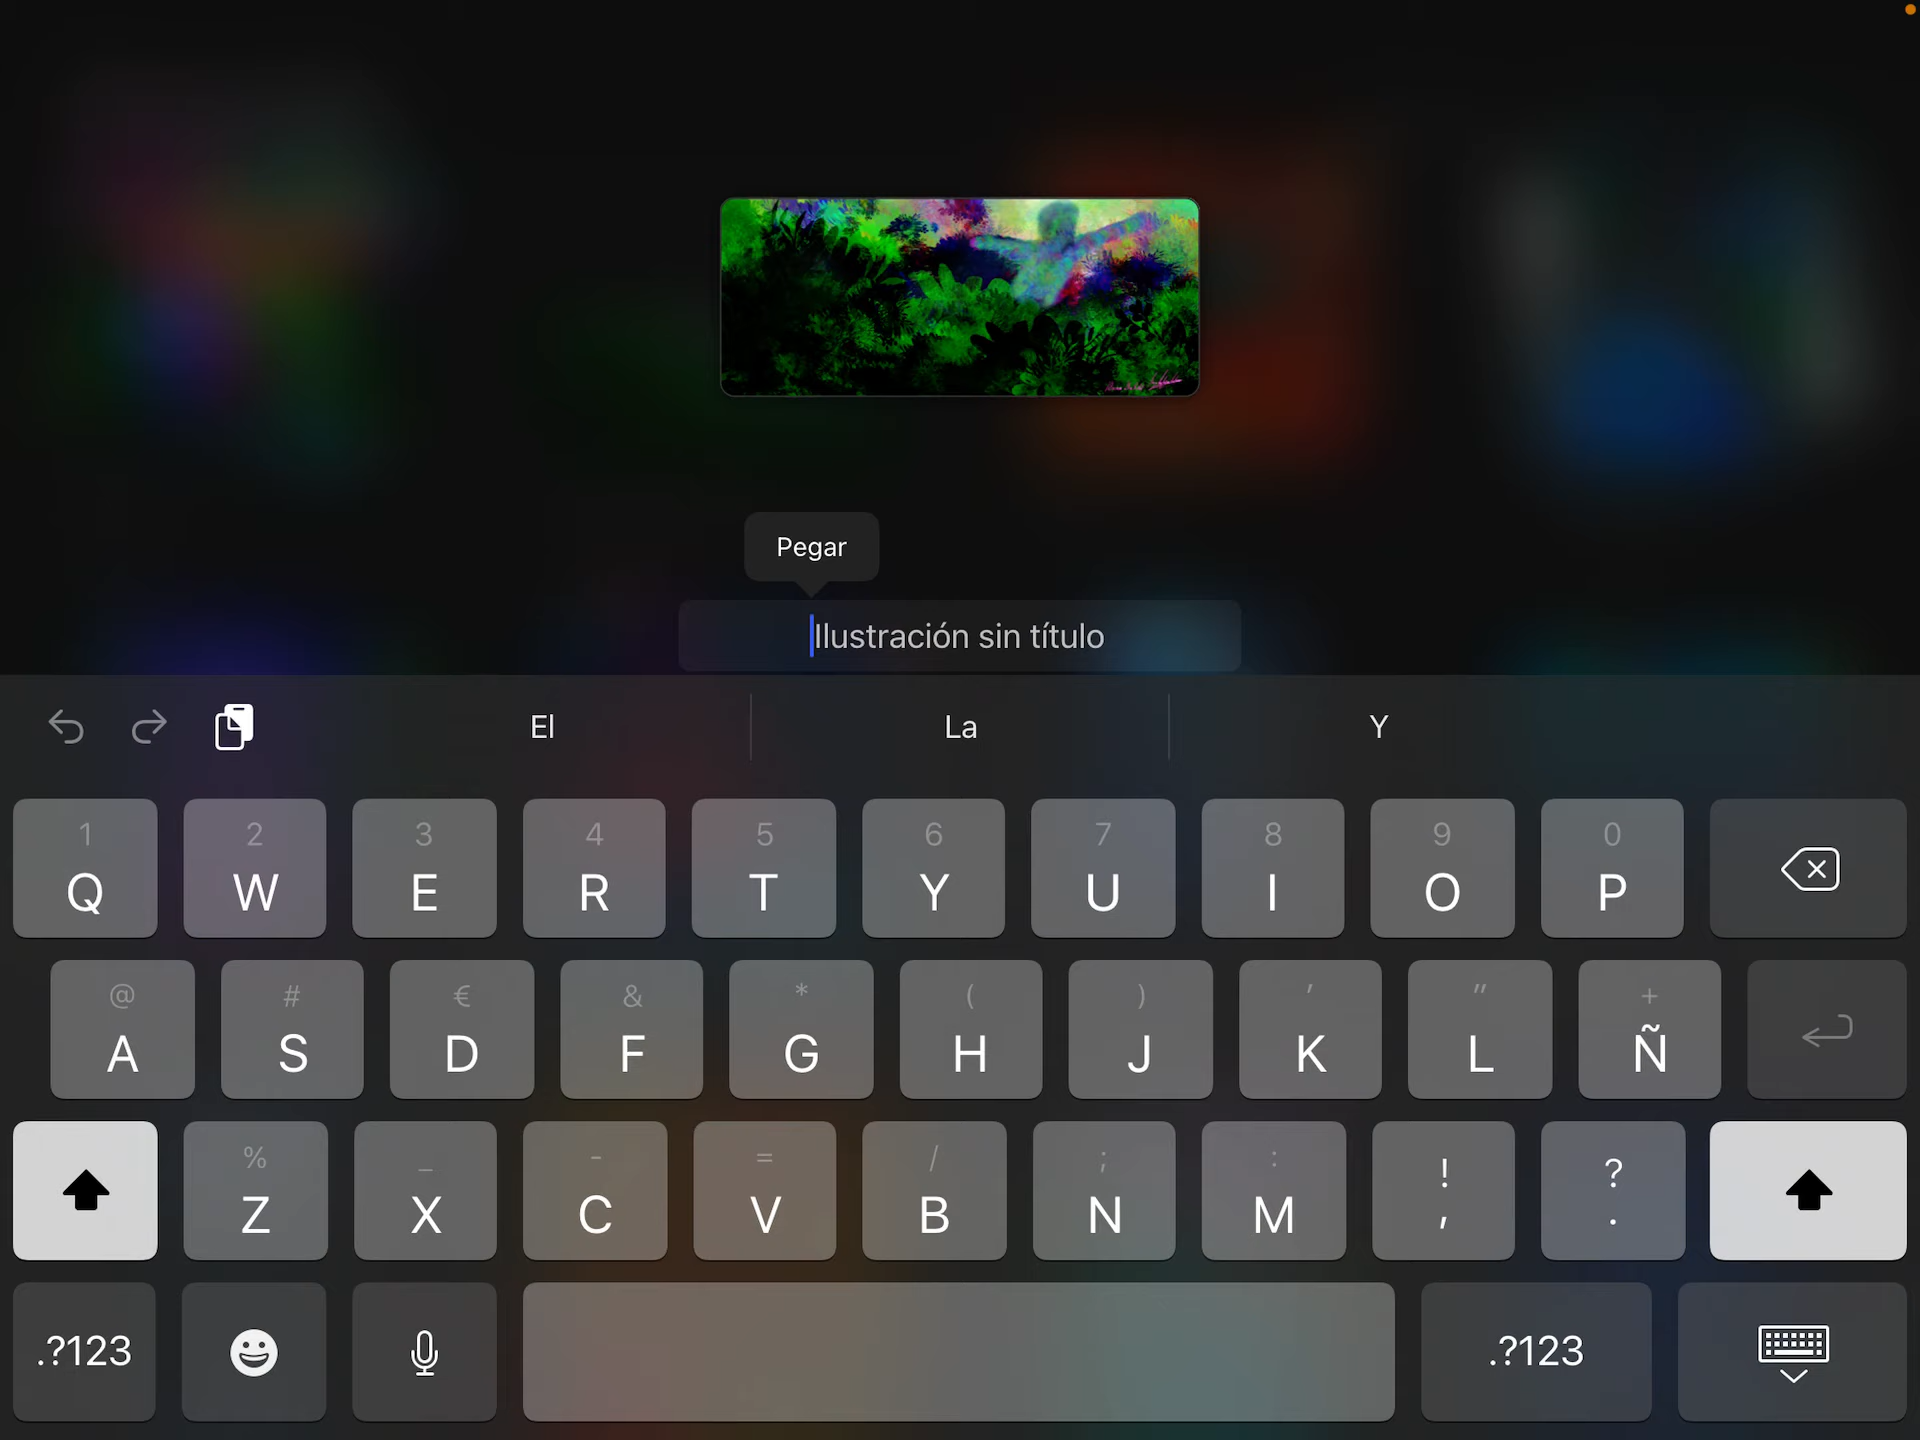 Pegar
Ilustración sin título
El La Y
1 2 3 4 5 6 7 8 9 0
Q W E R T Y U I O P
@ # € & * ( ) ' " +
A S D F G H J K L Ñ
% _ - = / ; : ! ?
Z X C V B N M , .
.?123 .?123